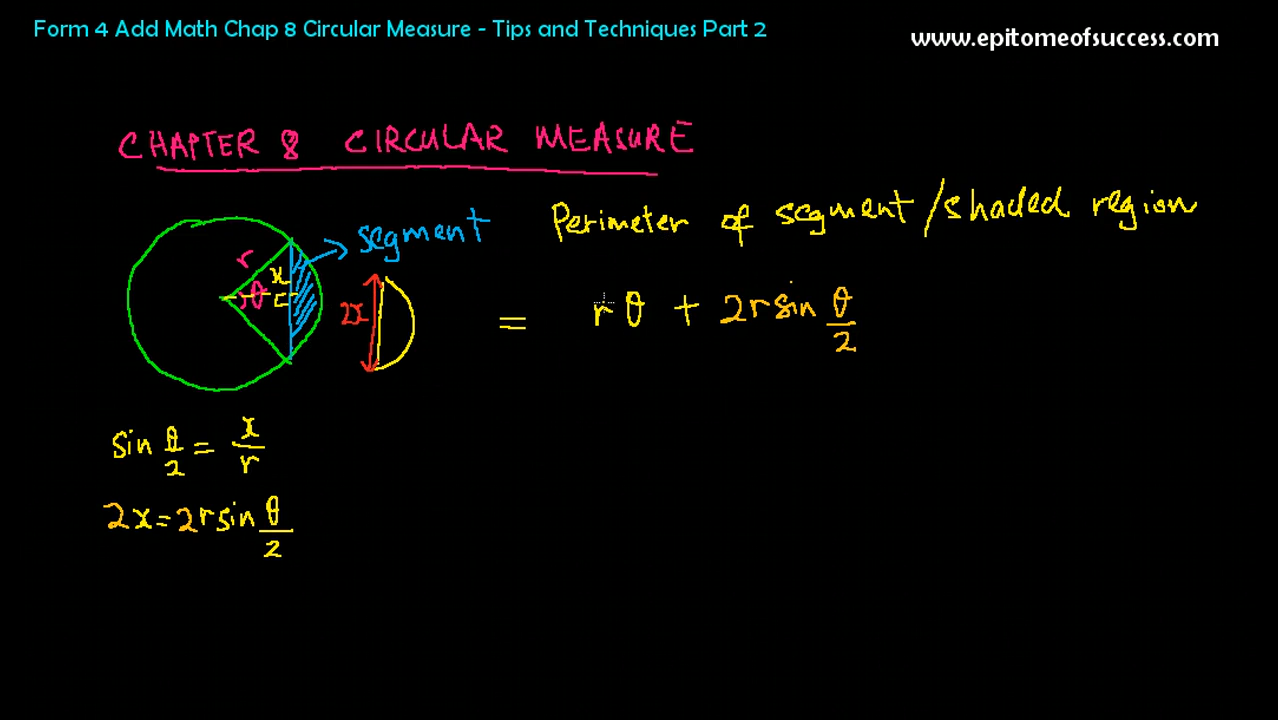 Form 4 Add Math Chap 8 Circular Measure - Tips and Techniques Part 2
www.epitomeofsuccess.com
CHAPTER 8 CIRCULAR MEASURE
Perimeter of segment/shaded region
segment
r
x
θ
2x
= rθ + 2r sin θ/2
sin θ/2 = x/r
2x = 2r sin θ/2